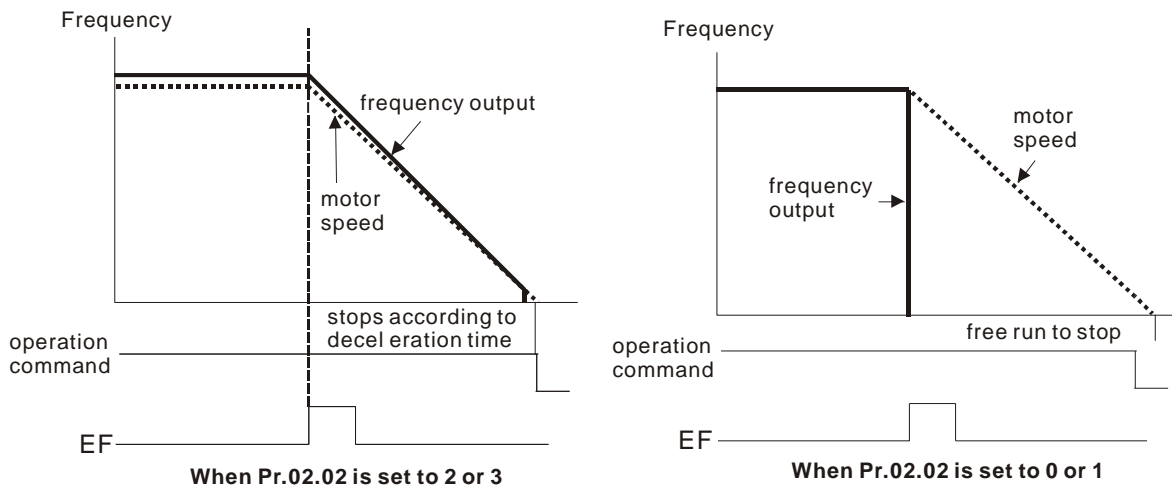 Frequency
frequency output
motor
speed
stops according to
decel eration time
operation
command
EF
When Pr.02.02 is set to 2 or 3
Frequency
motor
speed
frequency
output
free run to stop
operation
command
EF
When Pr.02.02 is set to 0 or 1